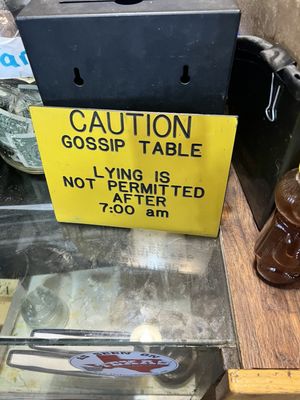 CAUTION
GOSSIP TABLE
LYING IS
NOT PERMITTED
AFTER
7:00 am